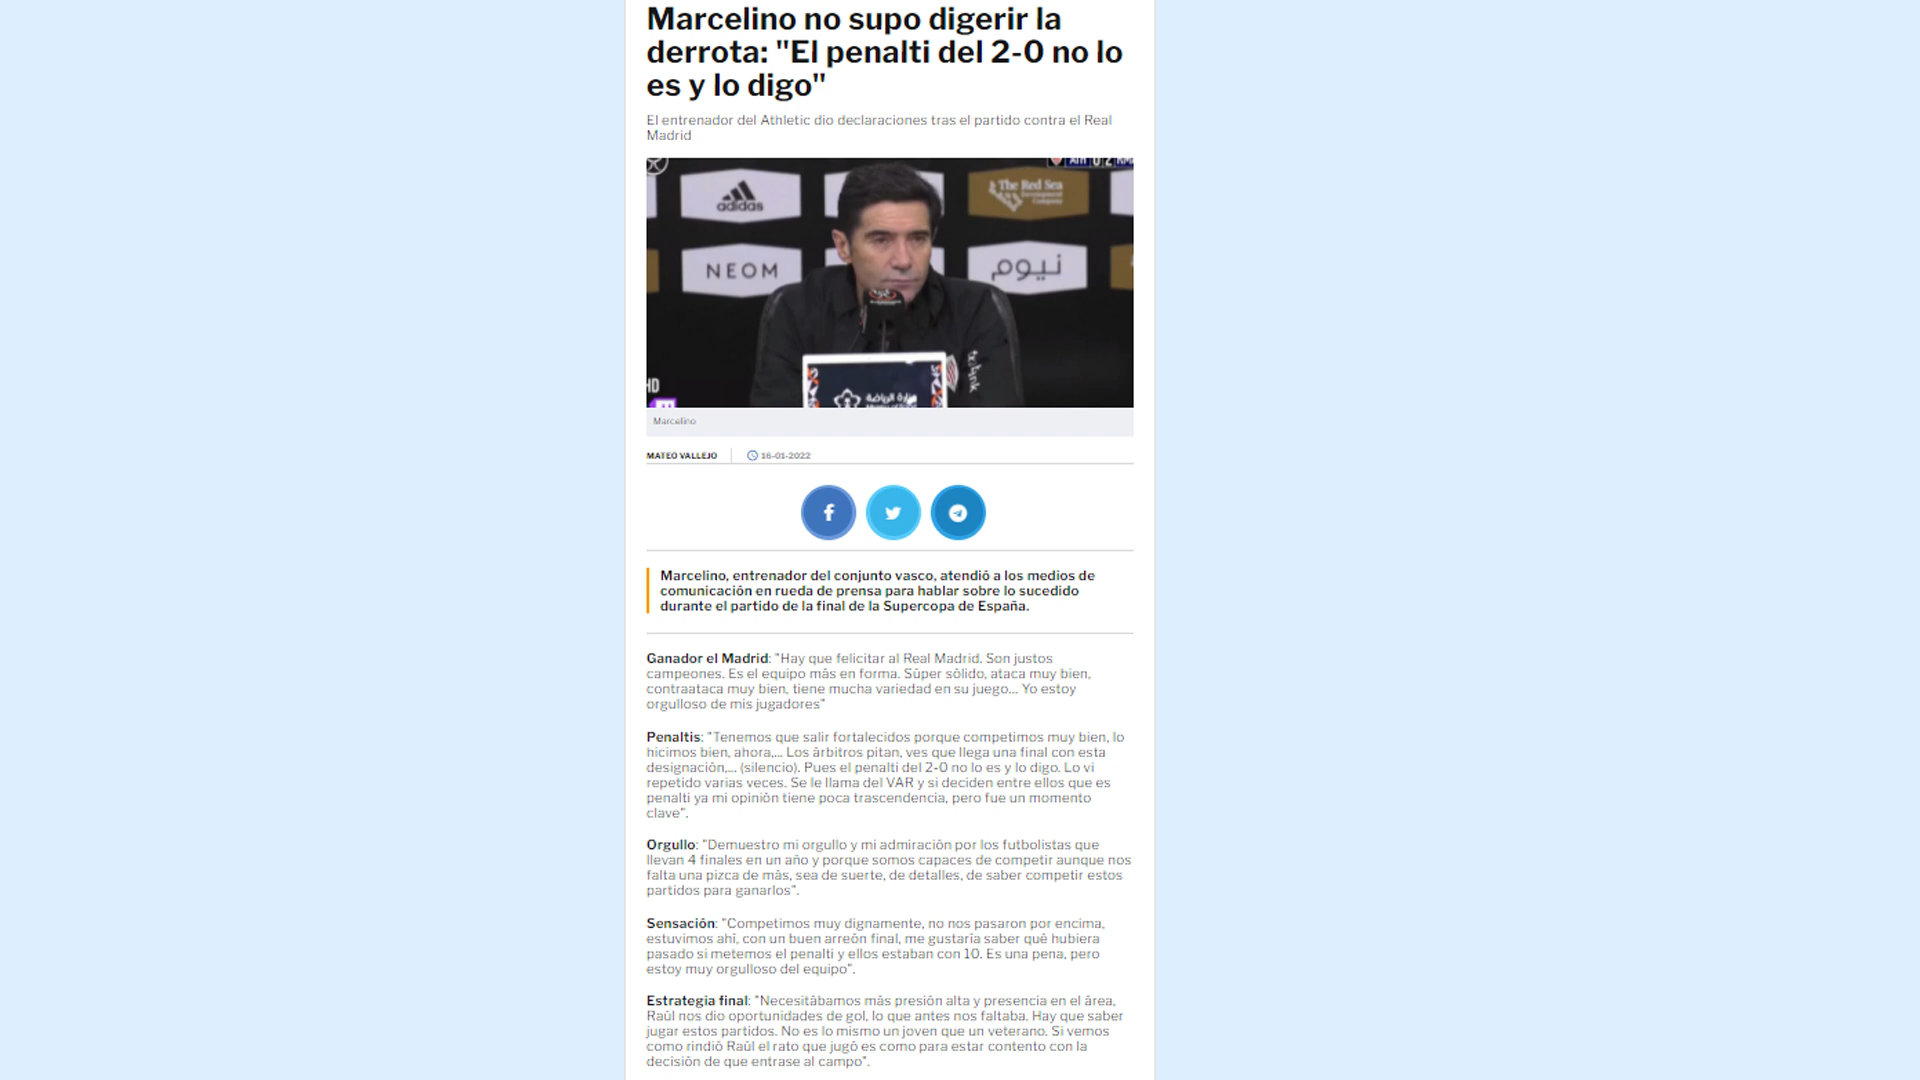 Marcelino no supo digerir la
derrota: "El penalti del 2-0 no lo
es y lo digo"
El entrenador del Athletic dio declaraciones tras el partido contra el Real
Madrid
adidas
The Red Sea
Development
Company
NEOM
نيوم
HD
وزارة الرياضة
Marcelino
MATEO VALLEJO
16-01-2022
Marcelino, entrenador del conjunto vasco, atendió a los medios de
comunicación en rueda de prensa para hablar sobre lo sucedido
durante el partido de la final de la Supercopa de España.
Ganador el Madrid: "Hay que felicitar al Real Madrid. Son justos
campeones. Es el equipo más en forma. Súper sólido, ataca muy bien,
contraataca muy bien, tiene mucha variedad en su juego... Yo estoy
orgulloso de mis jugadores"
Penaltis: "Tenemos que salir fortalecidos porque competimos muy bien, lo
hicimos bien, ahora,... Los árbitros pitan, ves que llega una final con esta
designación,... (silencio). Pues el penalti del 2-0 no lo es y lo digo. Lo vi
repetido varias veces. Se le llama del VAR y si deciden entre ellos que es
penalti ya mi opinión tiene poca trascendencia, pero fue un momento
clave".
Orgullo: "Demuestro mi orgullo y mi admiración por los futbolistas que
llevan 4 finales en un año y porque somos capaces de competir aunque nos
falta una pizca de más, sea de suerte, de detalles, de saber competir estos
partidos para ganarlos".
Sensación: "Competimos muy dignamente, no nos pasaron por encima,
estuvimos ahí, con un buen arreón final, me gustaría saber qué hubiera
pasado si metemos el penalti y ellos estaban con 10. Es una pena, pero
estoy muy orgulloso del equipo".
Estrategia final: "Necesitábamos más presión alta y presencia en el área,
Raúl nos dio oportunidades de gol, lo que antes nos faltaba. Hay que saber
jugar estos partidos. No es lo mismo un joven que un veterano. Si vemos
como rindió Raúl el rato que jugó es como para estar contento con la
decisión de que entrase al campo".